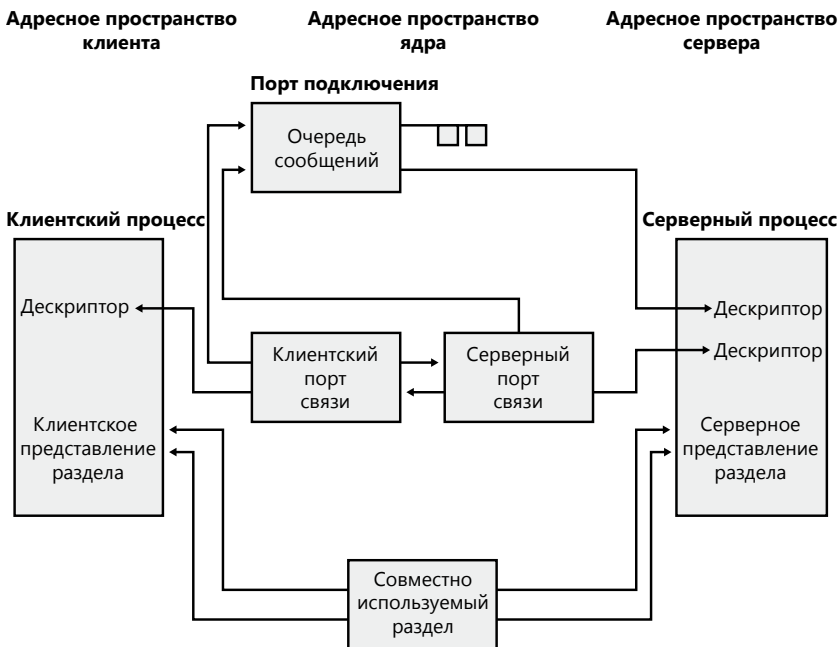 Адресное пространство
клиента
Адресное пространство
ядра
Адресное пространство
сервера
Порт подключения
Очередь
сообщений
Клиентский процесс
Серверный процесс
Дескриптор
Дескриптор
Дескриптор
Клиентский
порт
связи
Серверный
порт
связи
Клиентское
представление
раздела
Серверное
представление
раздела
Совместно
используемый
раздел